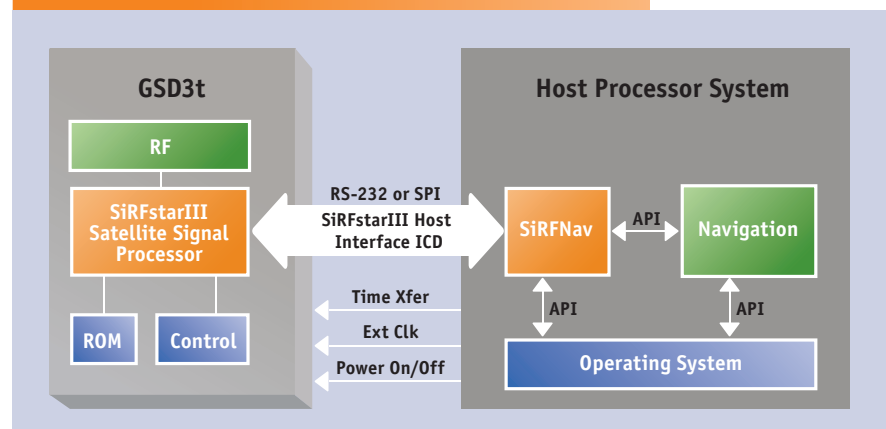 GSD3t
RF
SiRFstarIII
Satellite Signal
Processor
ROM
Control
RS-232 or SPI
SiRFstarIII Host
Interface ICD
Time Xfer
Ext Clk
Power On/Off
Host Processor System
SiRFNav
API
Navigation
API
API
Operating System